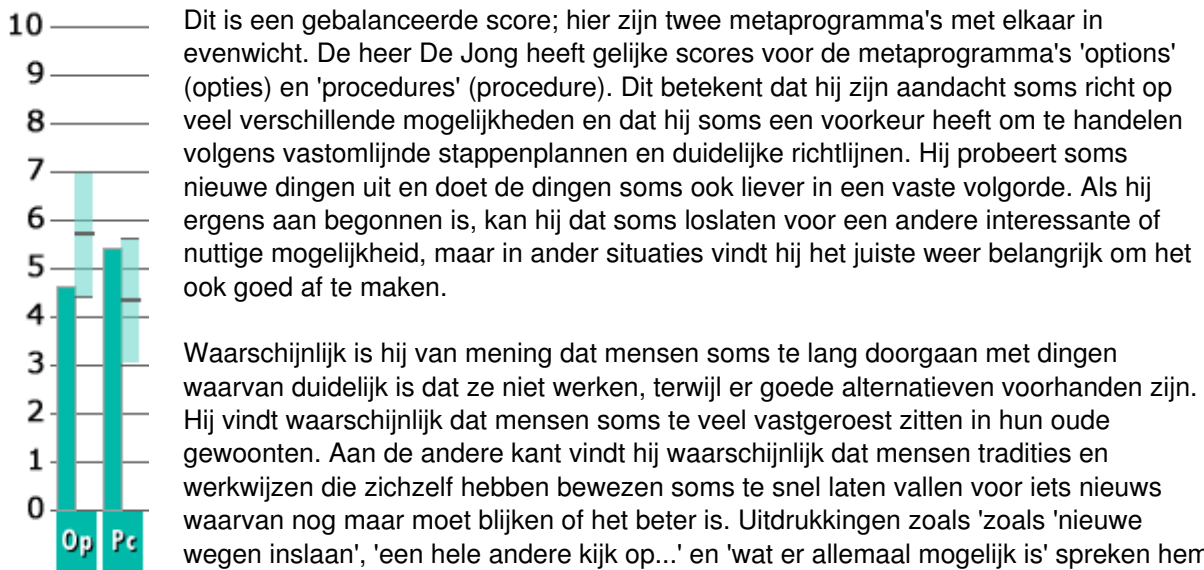 10
9
8
7
6
5
4
3
2
1
0
Op Pc
Dit is een gebalanceerde score; hier zijn twee metaprogramma's met elkaar in
evenwicht. De heer De Jong heeft gelijke scores voor de metaprogramma's 'options'
(opties) en 'procedures' (procedure). Dit betekent dat hij zijn aandacht soms richt op
veel verschillende mogelijkheden en dat hij soms een voorkeur heeft om te handelen
volgens vastomlijnde stappenplannen en duidelijke richtlijnen. Hij probeert soms
nieuwe dingen uit en doet de dingen soms ook liever in een vaste volgorde. Als hij
ergens aan begonnen is, kan hij dat soms loslaten voor een andere interessante of
nuttige mogelijkheid, maar in ander situaties vindt hij het juiste weer belangrijk om het
ook goed af te maken.
Waarschijnlijk is hij van mening dat mensen soms te lang doorgaan met dingen
waarvan duidelijk is dat ze niet werken, terwijl er goede alternatieven voorhanden zijn.
Hij vindt waarschijnlijk dat mensen soms te veel vastgeroest zitten in hun oude
gewoonten. Aan de andere kant vindt hij waarschijnlijk dat mensen tradities en
werkwijzen die zichzelf hebben bewezen soms te snel laten vallen voor iets nieuws
waarvan nog maar moet blijken of het beter is. Uitdrukkingen zoals 'zoals 'nieuwe
wegen inslaan', 'een hele andere kijk op...' en 'wat er allemaal mogelijk is' spreken hem